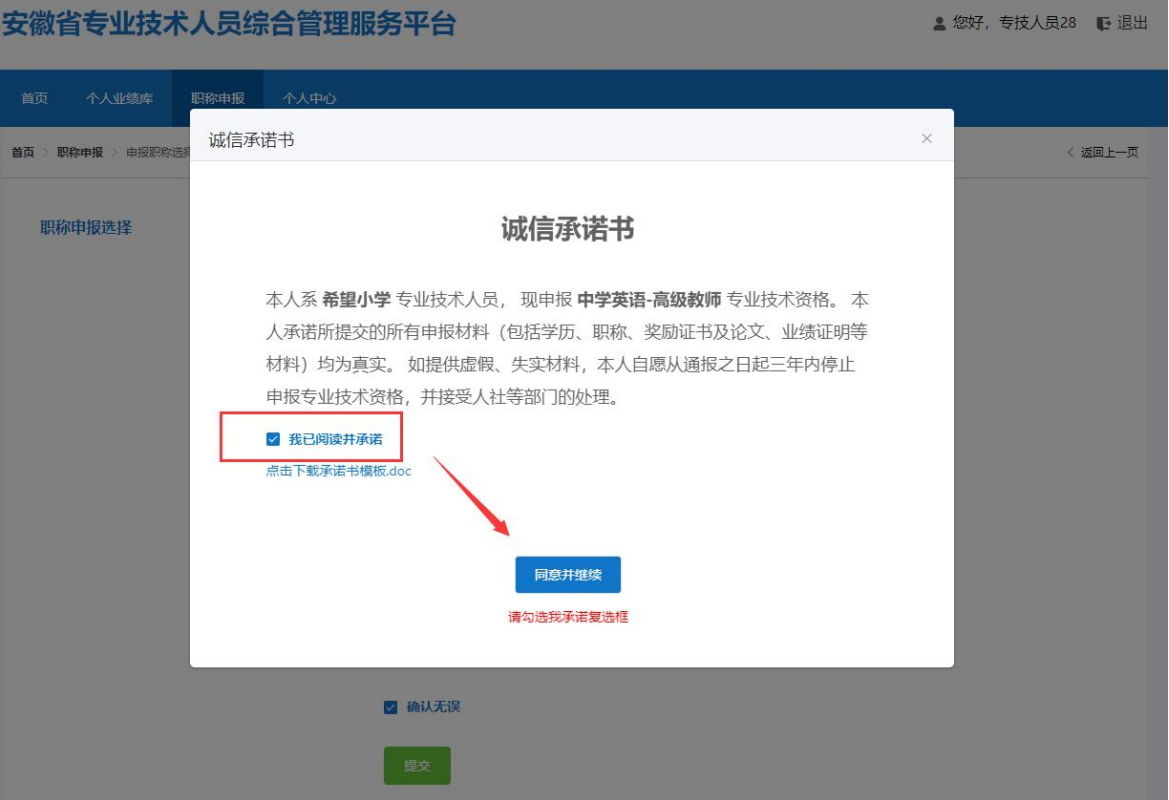 安徽省专业技术人员综合管理服务平台
您好，专技人员28 退出
首页 个人业绩库 职称申报 个人中心
首页 > 职称申报 > 申报职称选择
< 返回上一页
诚信承诺书 ×
职称申报选择
诚信承诺书
本人系 希望小学 专业技术人员， 现申报 中学英语-高级教师 专业技术资格。 本
人承诺所提交的所有申报材料（包括学历、职称、奖励证书及论文、业绩证明等
材料）均为真实。 如提供虚假、失实材料，本人自愿从通报之日起三年内停止
申报专业技术资格，并接受人社等部门的处理。
我已阅读并承诺
点击下载承诺书模板.doc
同意并继续
请勾选我承诺复选框
确认无误
提交